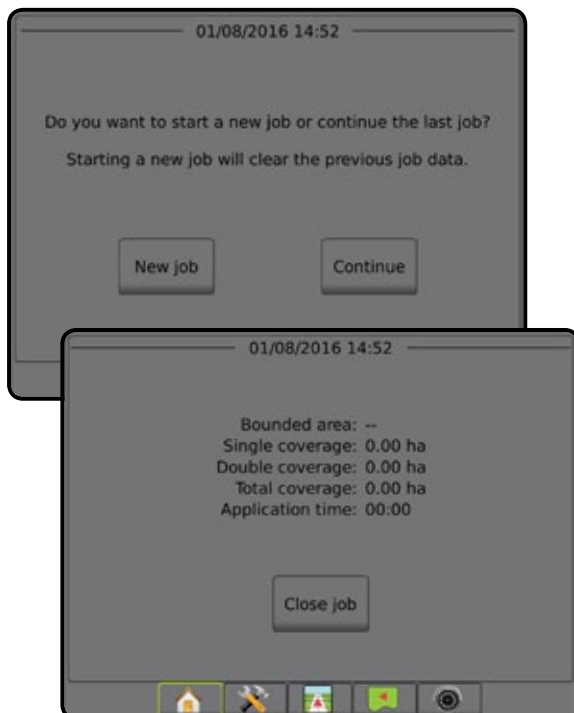 01/08/2016 14:52
Do you want to start a new job or continue the last job?
Starting a new job will clear the previous job data.
New job
Continue
01/08/2016 14:52
Bounded area: --
Single coverage: 0.00 ha
Double coverage: 0.00 ha
Total coverage: 0.00 ha
Application time: 00:00
Close job